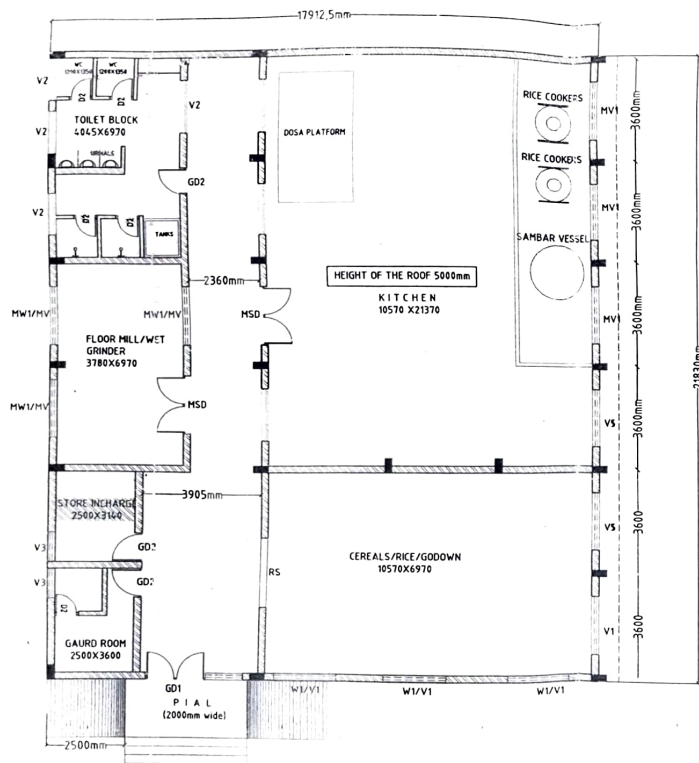 17912,5mm
WC
1200X1350
WC
1200X1350
V2
D2
D2
V2
TOILET BLOCK
4045X6970
V2
URINALS
DOSA PLATFORM
RICE COOKERS
MV1
3600mm
RICE COOKERS
GD2
V2
D2
D2
TANKS
MV1
3600mm
SAMBAR VESSEL
2360mm
HEIGHT OF THE ROOF 5000mm
KITCHEN
10570 X21370
MW1/MV
MW1/MV
MSD
MV1
3600mm
FLOOR MILL/WET
GRINDER
3780X6970
21830mm
MW1/MV
MSD
V5
3600mm
3905mm
STORE INCHARGE
2500X3140
V5
3600
V3
GD2
CEREALS/RICE/GODOWN
10570X6970
V3
GD2
RS
D2
GAURD ROOM
2500X3600
V1
3600
GD1
W1/V1
W1/V1
W1/V1
PIAL
(2000mm wide)
2500mm